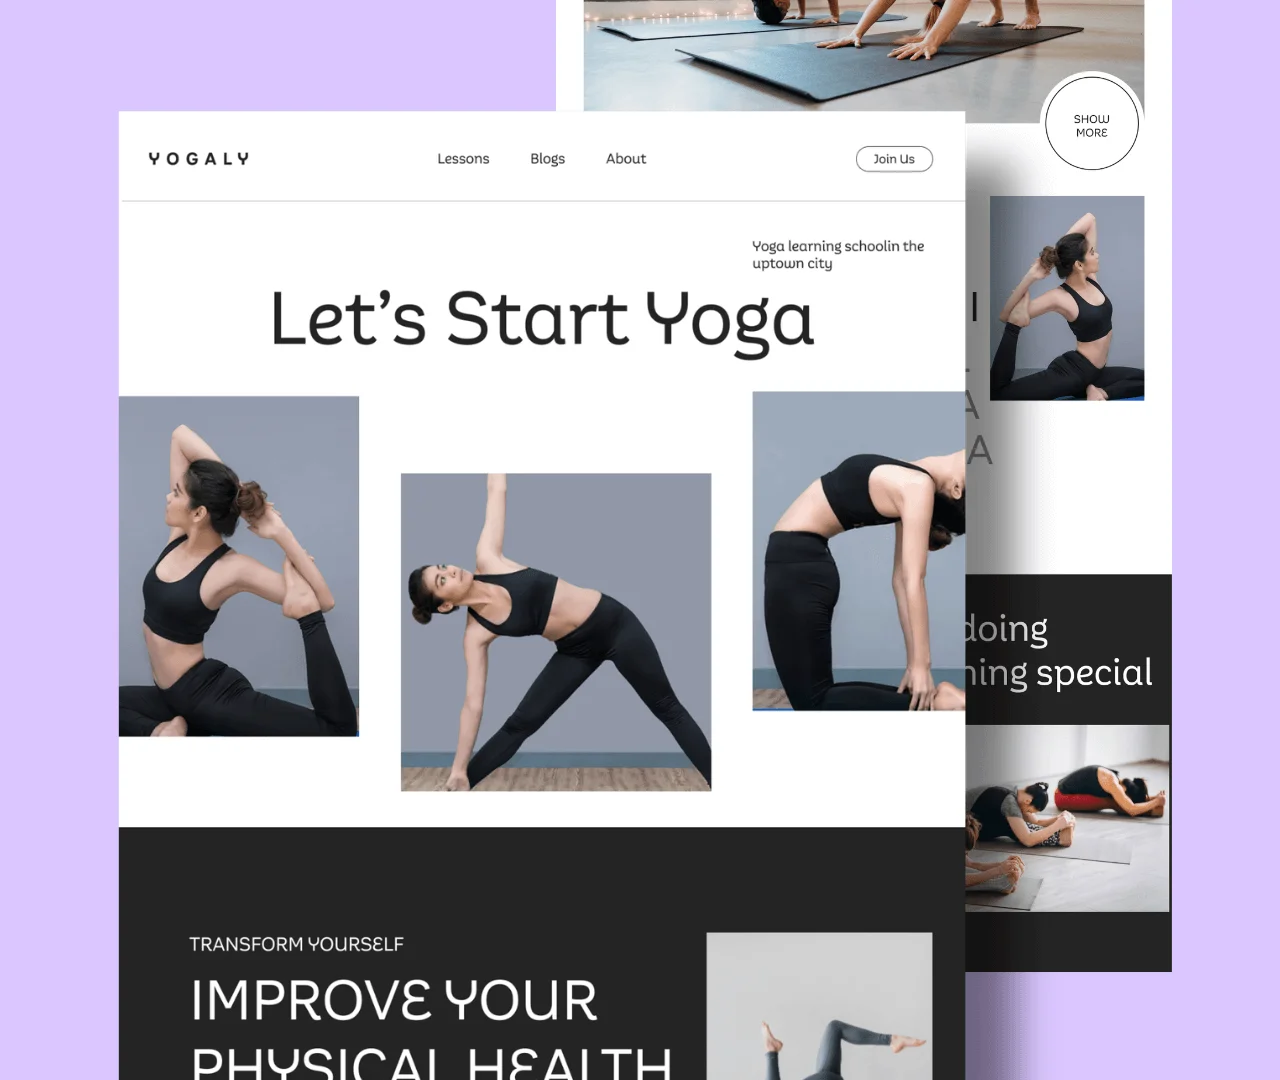 SHOW
MORE
YOGALY
Lessons
Blogs
About
Join Us
Yoga learning schoolin the
uptown city
Let's Start Yoga
A
A
doing
special
TRANSFORM YOURSELF
IMPROVE YOUR
PHYSICAL HEALTH